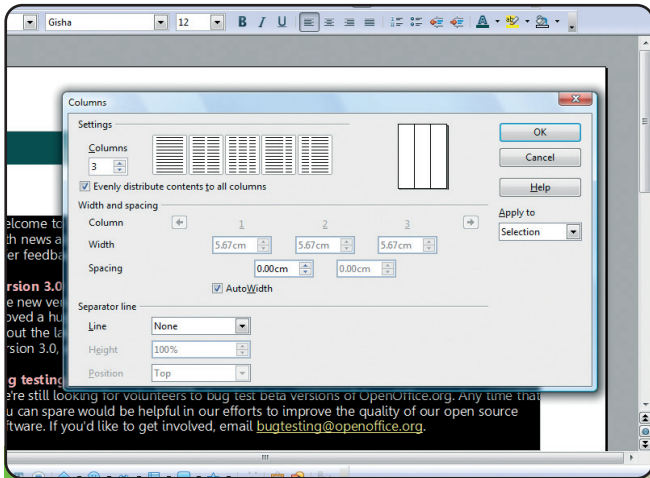 Gisha 12 B I U A
Columns
Settings
Columns
3
Evenly distribute contents to all columns
OK
Cancel
Help
Width and spacing
Apply to
Column 1 2 3
Selection
Width 5.67cm 5.67cm 5.67cm
Spacing 0.00cm 0.00cm
AutoWidth
Separator line
Line None
Height 100%
Position Top
elcome to
news a
er feedba
rsion 3.0
e new ver
oved a hu
out the la
rsion 3.0,
g testing
're still looking for volunteers to bug test beta versions of OpenOffice.org. Any time that
u can spare would be helpful in our efforts to improve the quality of our open source
ftware. If you'd like to get involved, email bugtesting@openoffice.org.